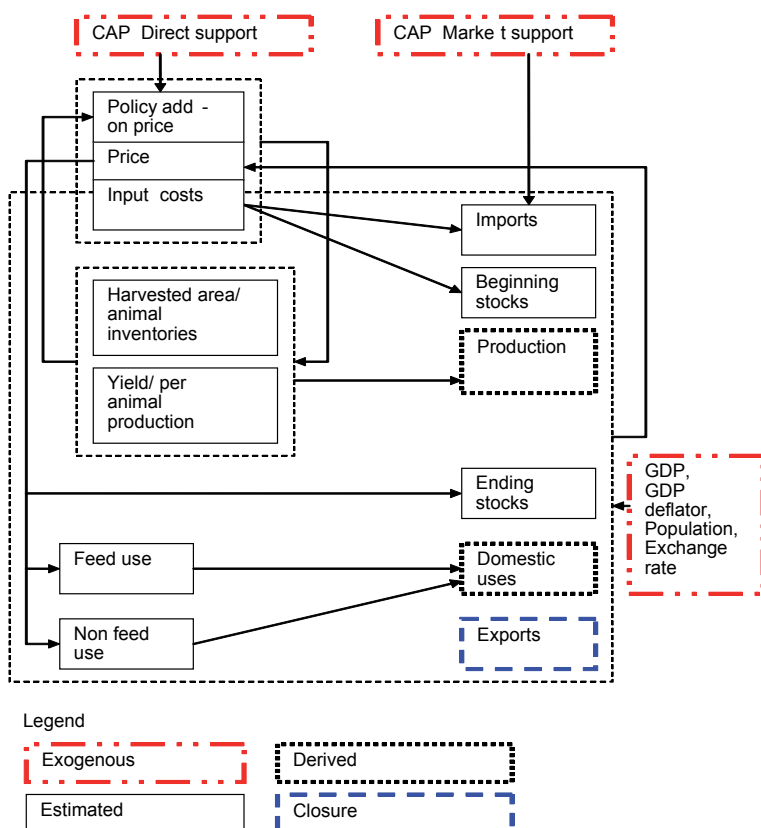 CAP Direct support
CAP Marke t support
Policy add -
on price
Price
Input costs
Imports
Beginning
stocks
Harvested area/
animal
inventories
Production
Yield/ per
animal
production
Ending
stocks
GDP,
GDP
deflator,
Population,
Exchange
rate
Feed use
Domestic
uses
Non feed
use
Exports
Legend
Exogenous
Derived
Estimated
Closure